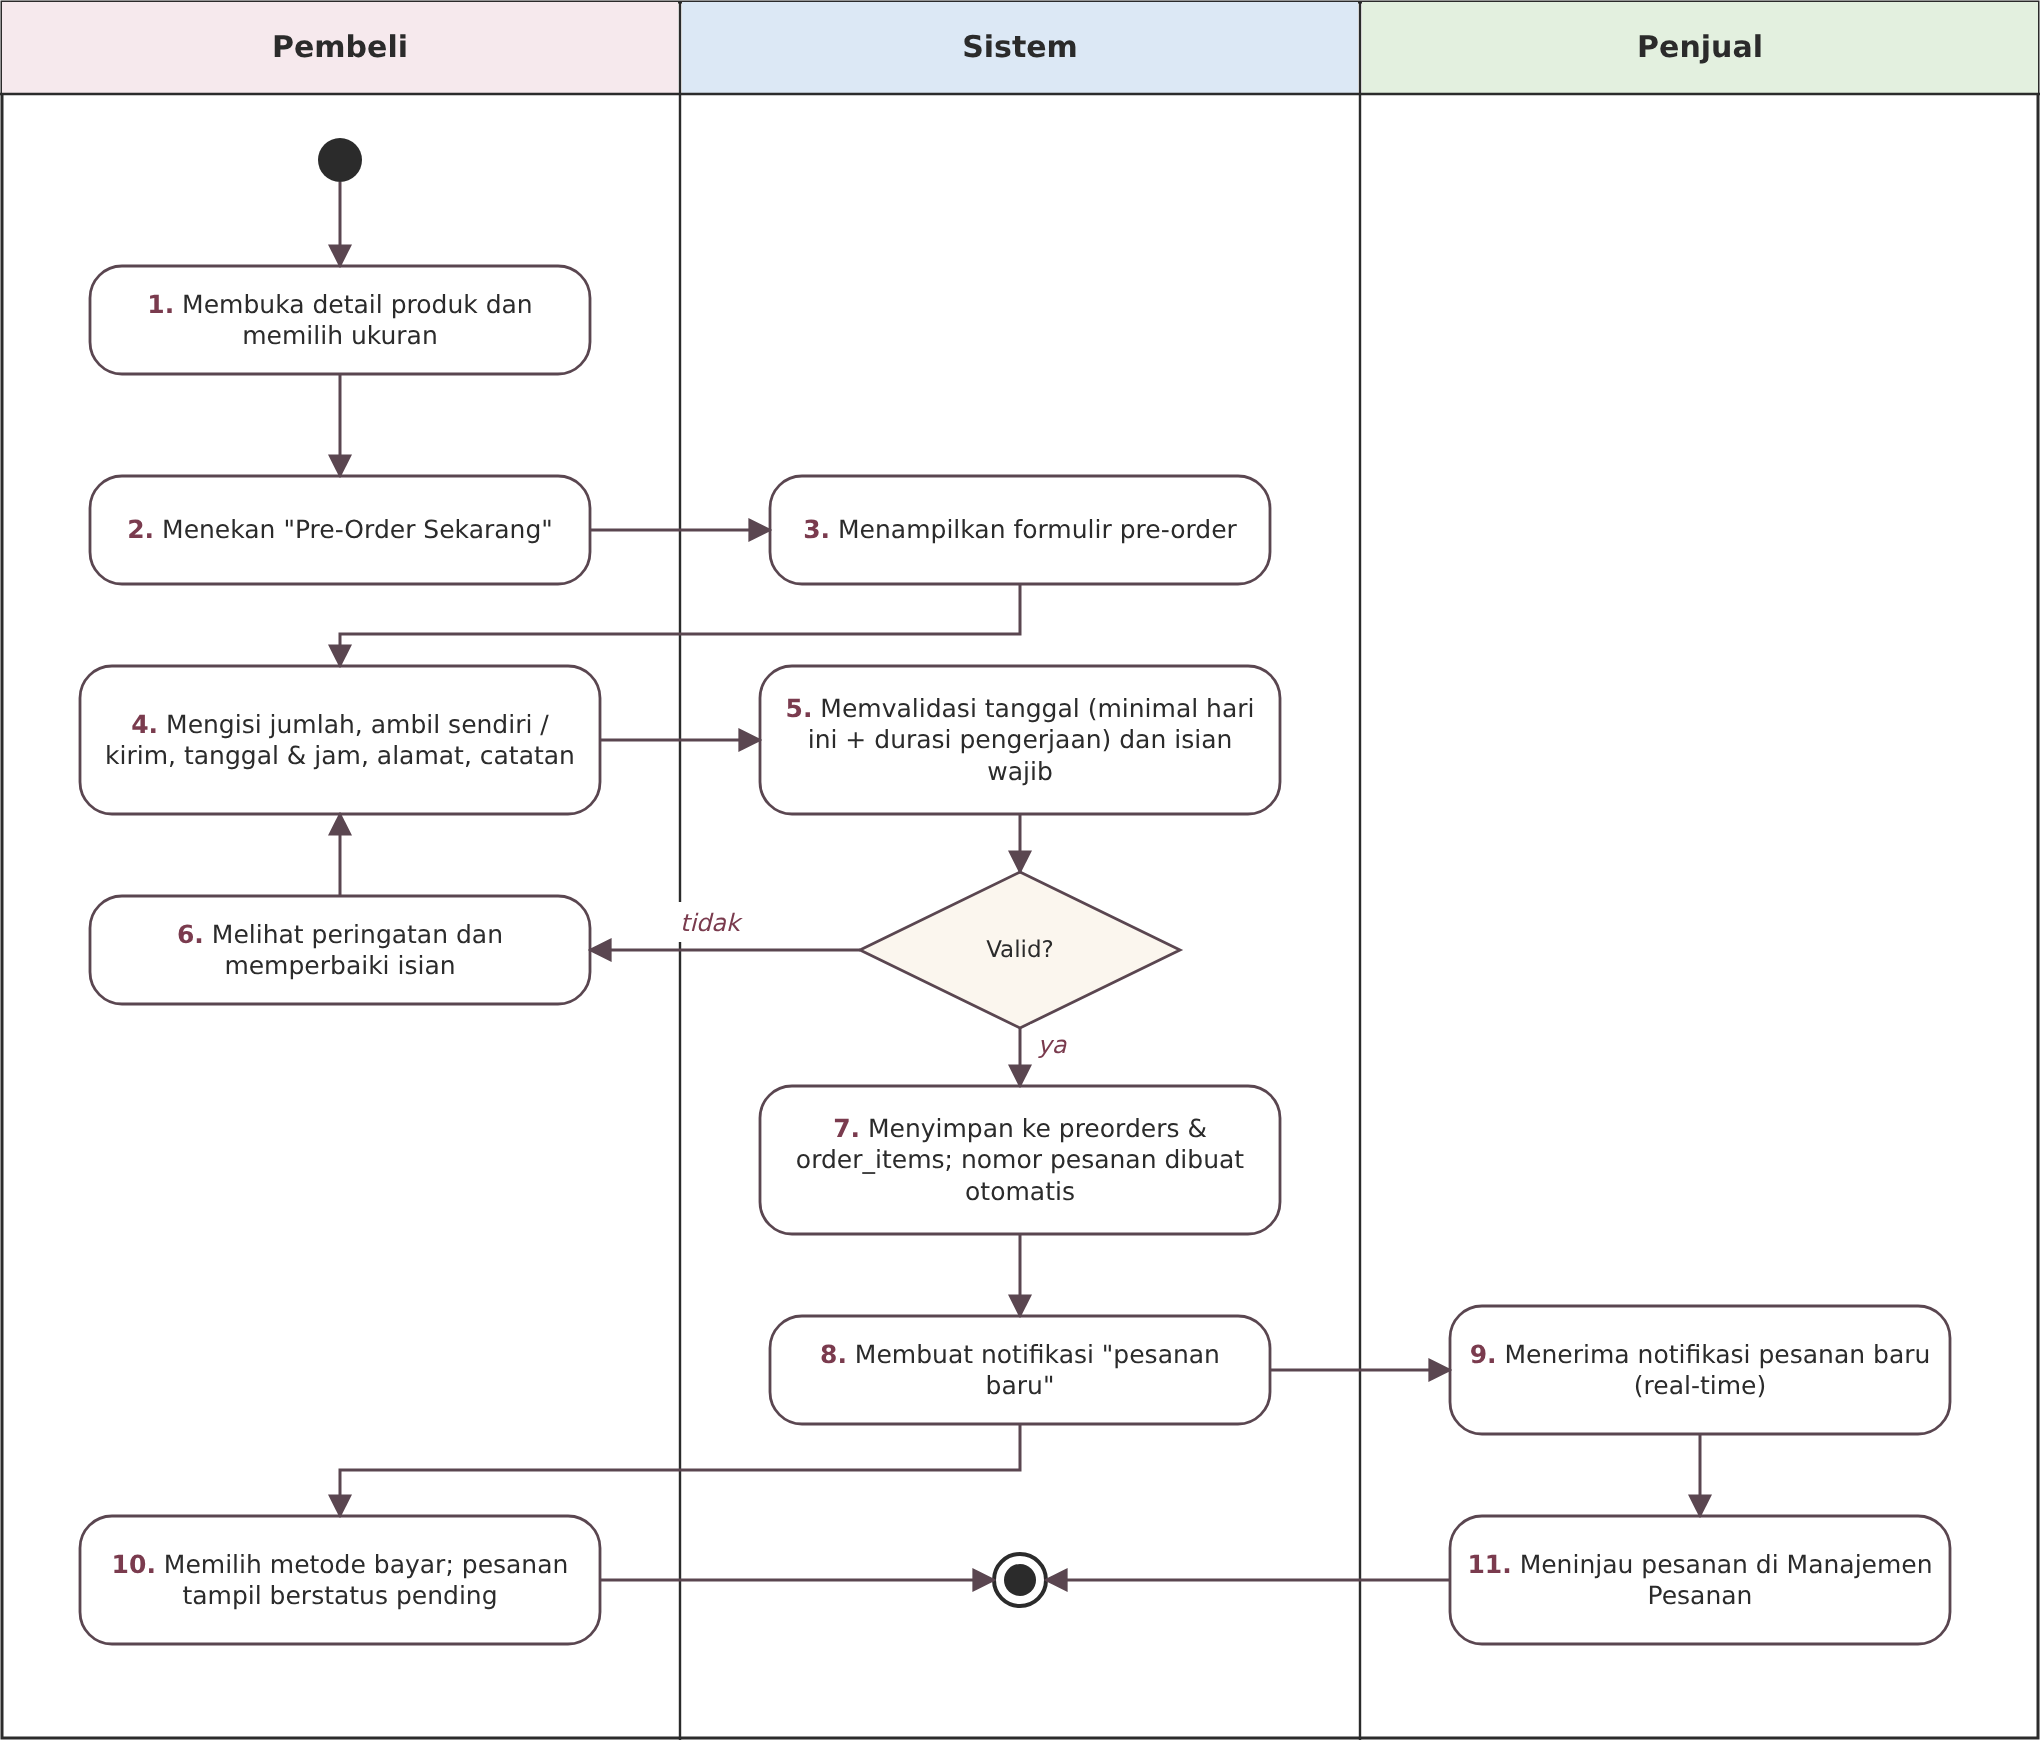 Pembeli
Sistem
Penjual
1. Membuka detail produk dan
memilih ukuran
2. Menekan "Pre-Order Sekarang"
3. Menampilkan formulir pre-order
4. Mengisi jumlah, ambil sendiri /
kirim, tanggal & jam, alamat, catatan
5. Memvalidasi tanggal (minimal hari
ini + durasi pengerjaan) dan isian
wajib
6. Melihat peringatan dan
memperbaiki isian
tidak
Valid?
ya
7. Menyimpan ke preorders &
order_items; nomor pesanan dibuat
otomatis
8. Membuat notifikasi "pesanan
baru"
9. Menerima notifikasi pesanan baru
(real-time)
10. Memilih metode bayar; pesanan
tampil berstatus pending
11. Meninjau pesanan di Manajemen
Pesanan